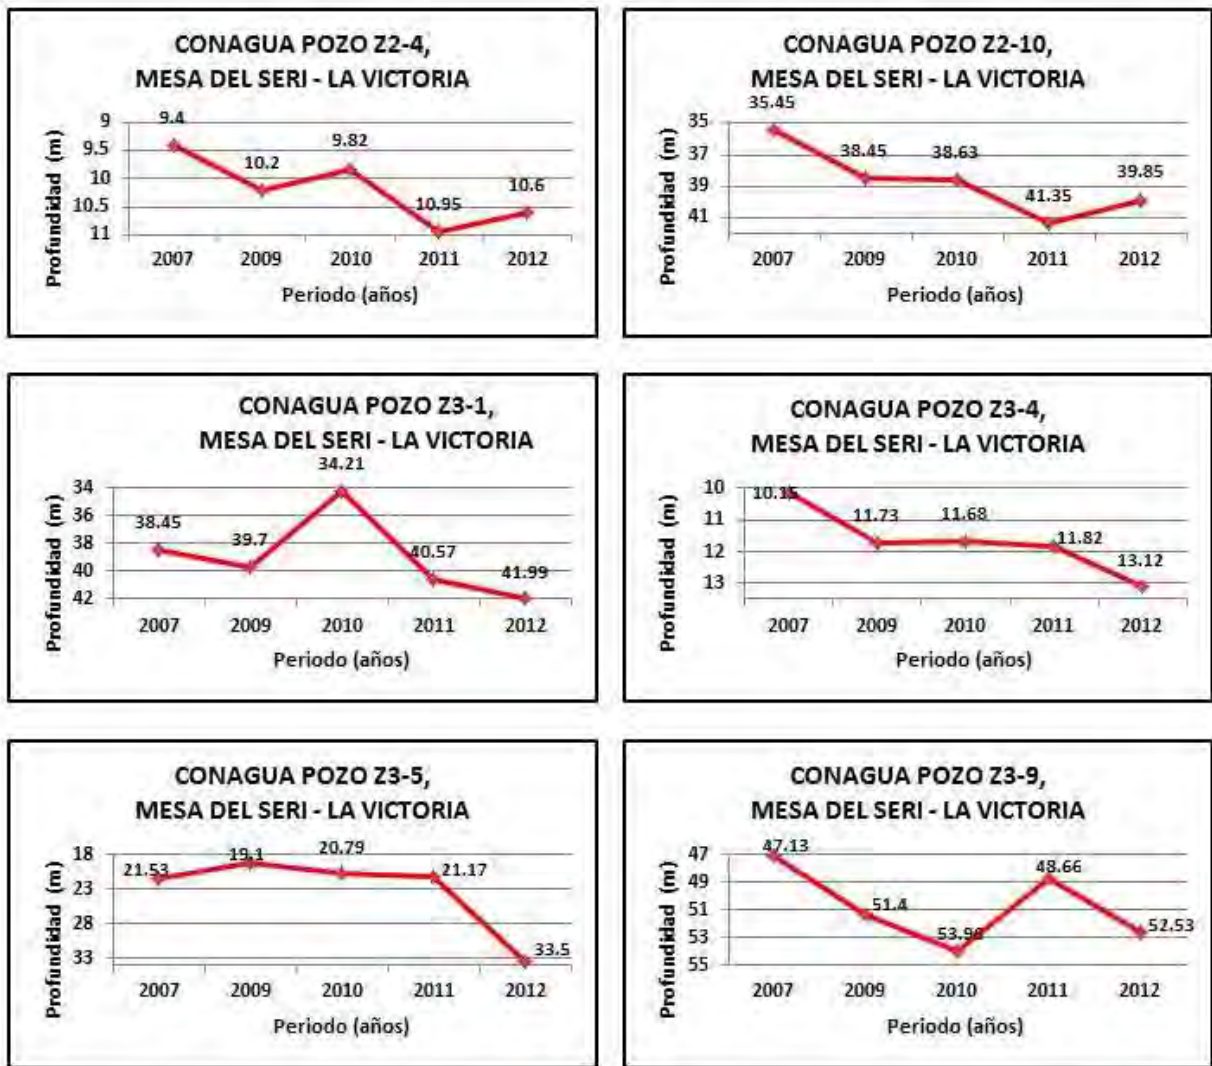 CONAGUA POZO Z2-4,
MESA DEL SERI - LA VICTORIA
Profundidad (m)
9
9.5
10
10.5
11
9.4
10.2
9.82
10.95
10.6
2007 2009 2010 2011 2012
Periodo (años)
CONAGUA POZO Z2-10,
MESA DEL SERI - LA VICTORIA
Profundidad (m)
35
37
39
41
35.45
38.45
38.63
41.35
39.85
2007 2009 2010 2011 2012
Periodo (años)
CONAGUA POZO Z3-1,
MESA DEL SERI - LA VICTORIA
Profundidad (m)
34
36
38
40
42
38.45
39.7
34.21
40.57
41.99
2007 2009 2010 2011 2012
Periodo (años)
CONAGUA POZO Z3-4,
MESA DEL SERI - LA VICTORIA
Profundidad (m)
10
11
12
13
10.15
11.73
11.68
11.82
13.12
2007 2009 2010 2011 2012
Periodo (años)
CONAGUA POZO Z3-5,
MESA DEL SERI - LA VICTORIA
Profundidad (m)
18
23
28
33
21.53
19.1
20.79
21.17
33.5
2007 2009 2010 2011 2012
Periodo (años)
CONAGUA POZO Z3-9,
MESA DEL SERI - LA VICTORIA
Profundidad (m)
47
49
51
53
55
47.13
51.4
48.66
52.53
2007 2009 2010 2011 2012
Periodo (años)